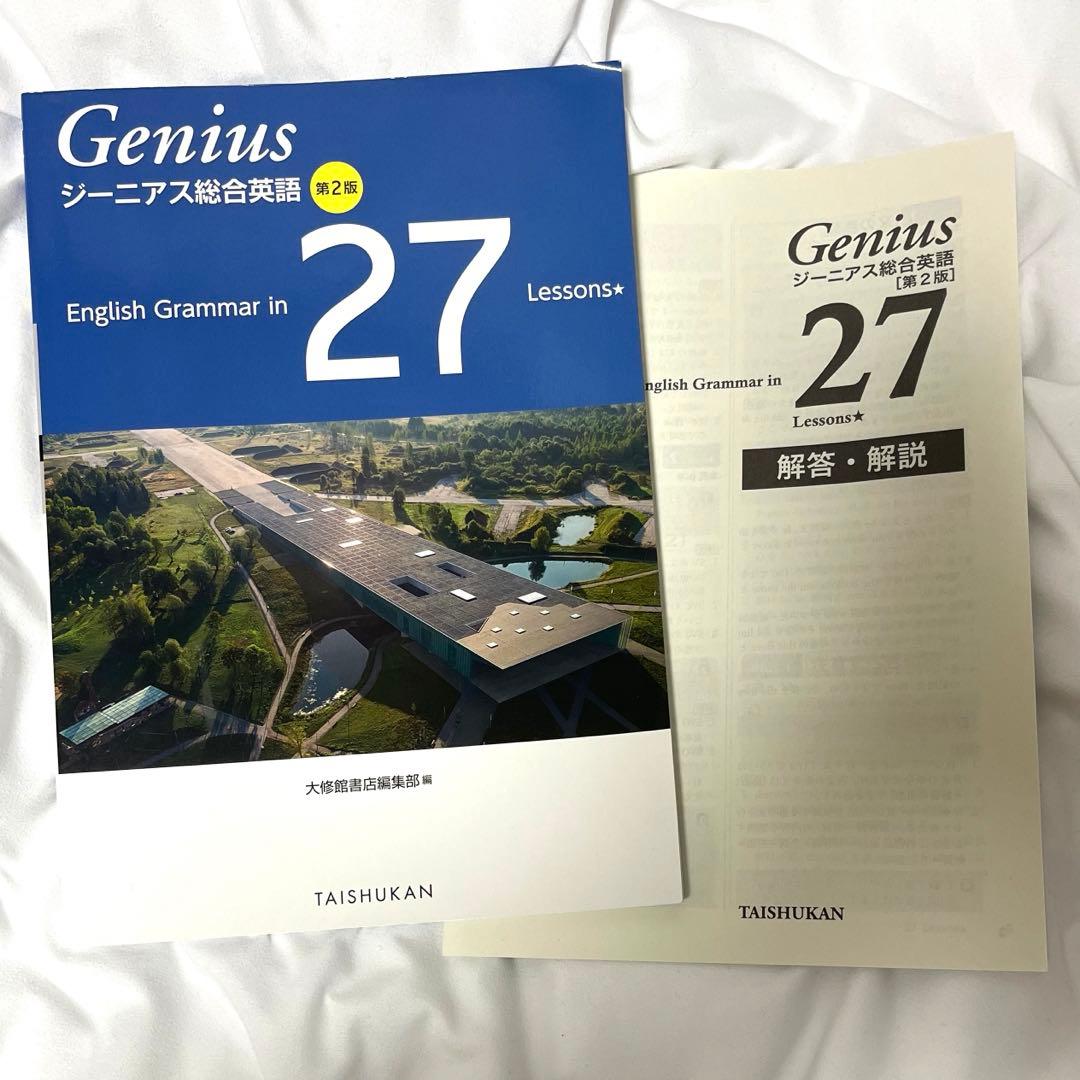 Genius
ジーニアス総合英語 第2版
English Grammar in 27 Lessons★
大修館書店編集部 編
TAISHUKAN
Genius
ジーニアス総合英語
[第2版]
nglish Grammar in 27
Lessons★
解答・解説
TAISHUKAN